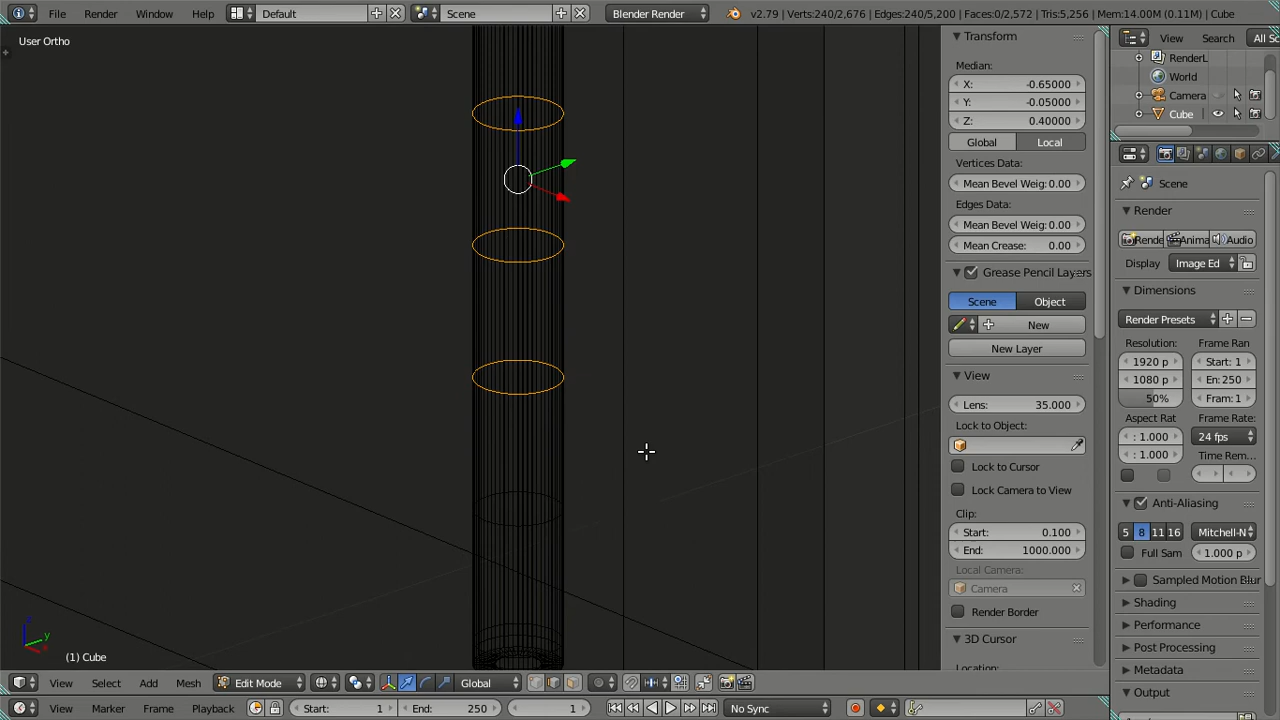 File Render Window Help Default Scene Blender Render v2.79 | Verts:240/2,676 | Edges:240/5,200 | Faces:0/2,572 | Tris:5,256 | Mem:14.00M (0.11M) | Cube
User Ortho
Transform
Median:
X: -0.65000
Y: -0.05000
Z: 0.40000
Global Local
Vertices Data:
Mean Bevel Weig: 0.00
Edges Data:
Mean Bevel Weig: 0.00
Mean Crease: 0.00
Grease Pencil Layers
Scene Object
New
New Layer
View
Lens: 35.000
Lock to Object:
Lock to Cursor
Lock Camera to View
Clip:
Start: 0.100
End: 1000.000
Local Camera:
Camera
Render Border
3D Cursor
Location:
View Search All Sc
RenderL
World
Camera
Cube
Scene
Render
Rende Anima Audio
Display Image Ed
Dimensions
Render Presets
Resolution: Frame Ran
1920 p Start: 1
1080 p En: 250
50% Fram: 1
Aspect Rat Frame Rate:
: 1.000 24 fps
: 1.000 Time Rem...
Anti-Aliasing
5 8 11 16 Mitchell-N
Full Sam 1.000 p
Sampled Motion Blur
Shading
Performance
Post Processing
Metadata
Output
z y x
(1) Cube
View Select Add Mesh Edit Mode Global
View Marker Frame Playback Start: 1 End: 250 1 No Sync